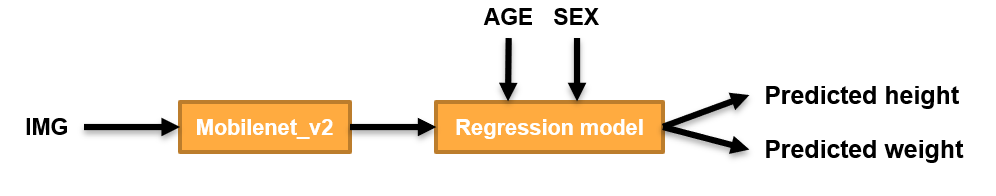 AGE SEX
Predicted height
IMG Mobilenet_v2 Regression model
Predicted weight